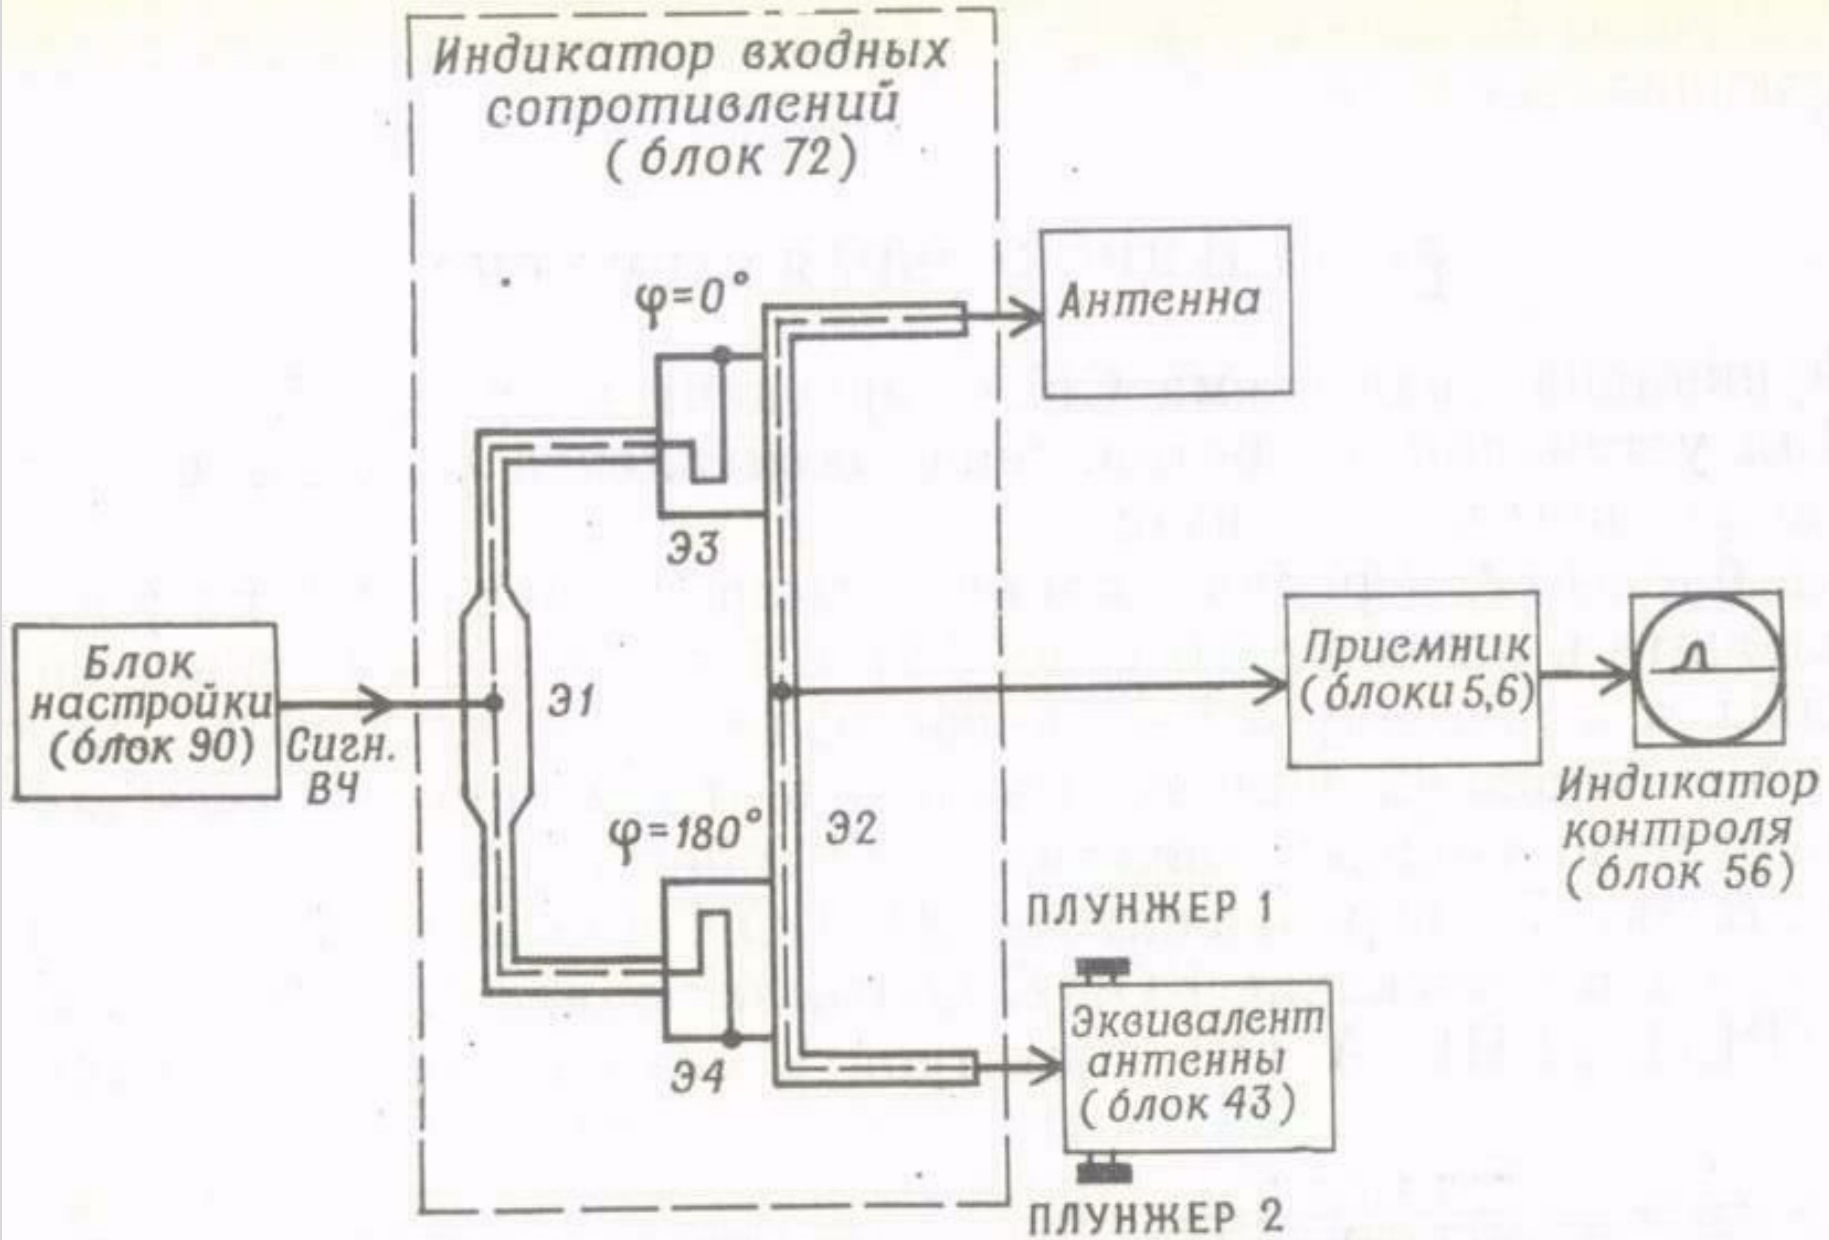 Индикатор входных
сопротивлений
(блок 72)
φ=0°
Антенна
Э3
Блок
настройки
(блок 90)
Сигн.
ВЧ
Э1
Приемник
(блоки 5,6)
Индикатор
контроля
(блок 56)
φ=180°
Э2
Э4
ПЛУНЖЕР 1
Эквивалент
антенны
(блок 43)
ПЛУНЖЕР 2